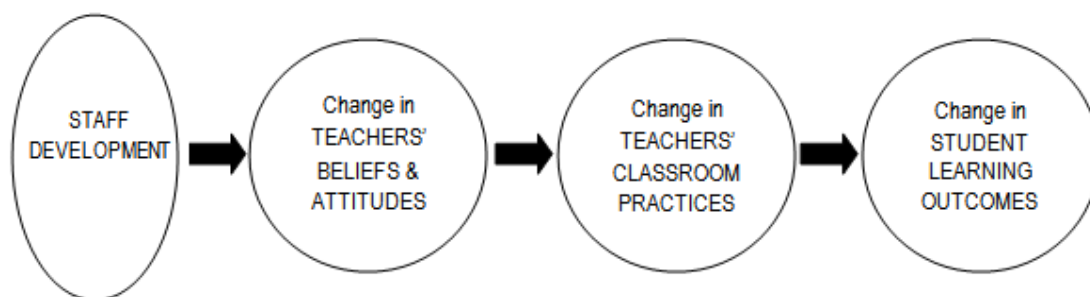 STAFF
DEVELOPMENT
Change in
TEACHERS’
BELIEFS &
ATTITUDES
Change in
TEACHERS’
CLASSROOM
PRACTICES
Change in
STUDENT
LEARNING
OUTCOMES